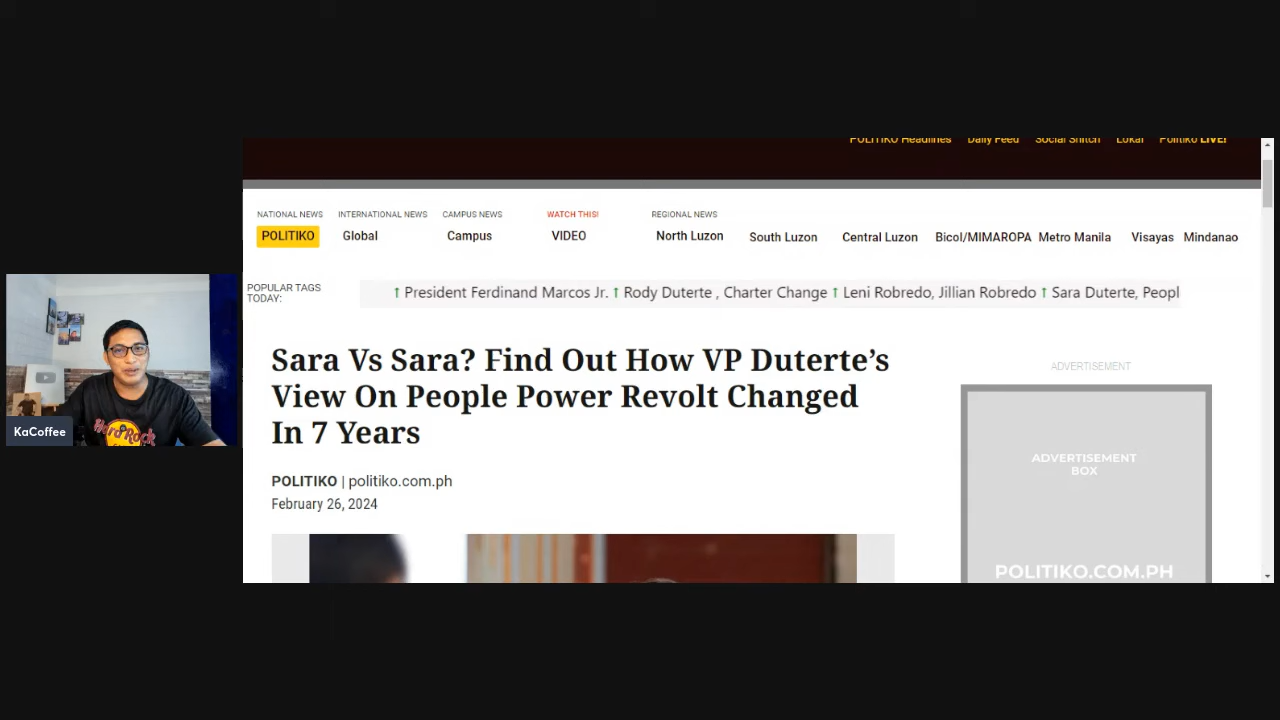 POLITIKO Headlines Daily Feed Social Snitch Lokal Politiko LIVE!
NATIONAL NEWS INTERNATIONAL NEWS CAMPUS NEWS WATCH THIS! REGIONAL NEWS
POLITIKO Global Campus VIDEO North Luzon South Luzon Central Luzon Bicol/MIMAROPA Metro Manila Visayas Mindanao
POPULAR TAGS
TODAY:
↑ President Ferdinand Marcos Jr. ↑ Rody Duterte , Charter Change ↑ Leni Robredo, Jillian Robredo ↑ Sara Duterte, Peopl
Sara Vs Sara? Find Out How VP Duterte’s
View On People Power Revolt Changed
In 7 Years
POLITIKO | politiko.com.ph
February 26, 2024
ADVERTISEMENT
ADVERTISEMENT
BOX
POLITIKO.COM.PH
KaCoffee
Hard Rock